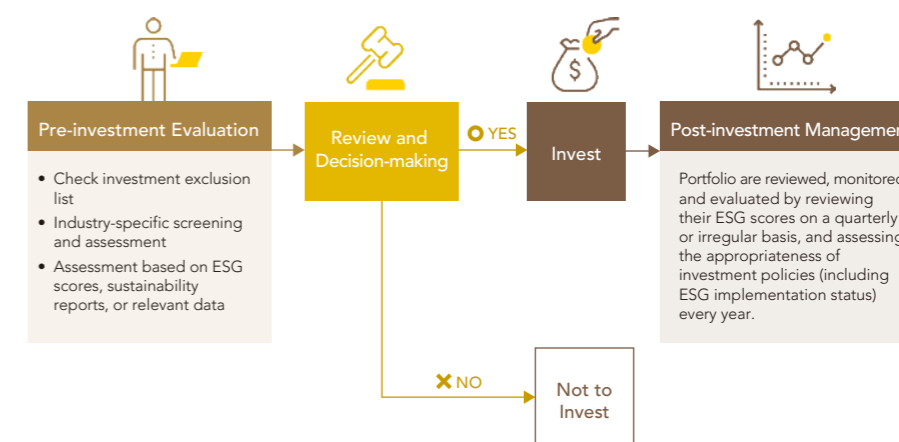 $
Pre-investment Evaluation
• Check investment exclusion
list
• Industry-specific screening
and assessment
• Assessment based on ESG
scores, sustainability
reports, or relevant data
Review and
Decision-making
YES
Invest
NO
Not to
Invest
Post-investment
Portfolio are reviewed,
and evaluated by reviewing
their ESG scores on a quarterly
or irregular basis, and
the appropriateness of
investment policies (including
ESG implementation status)
every year.